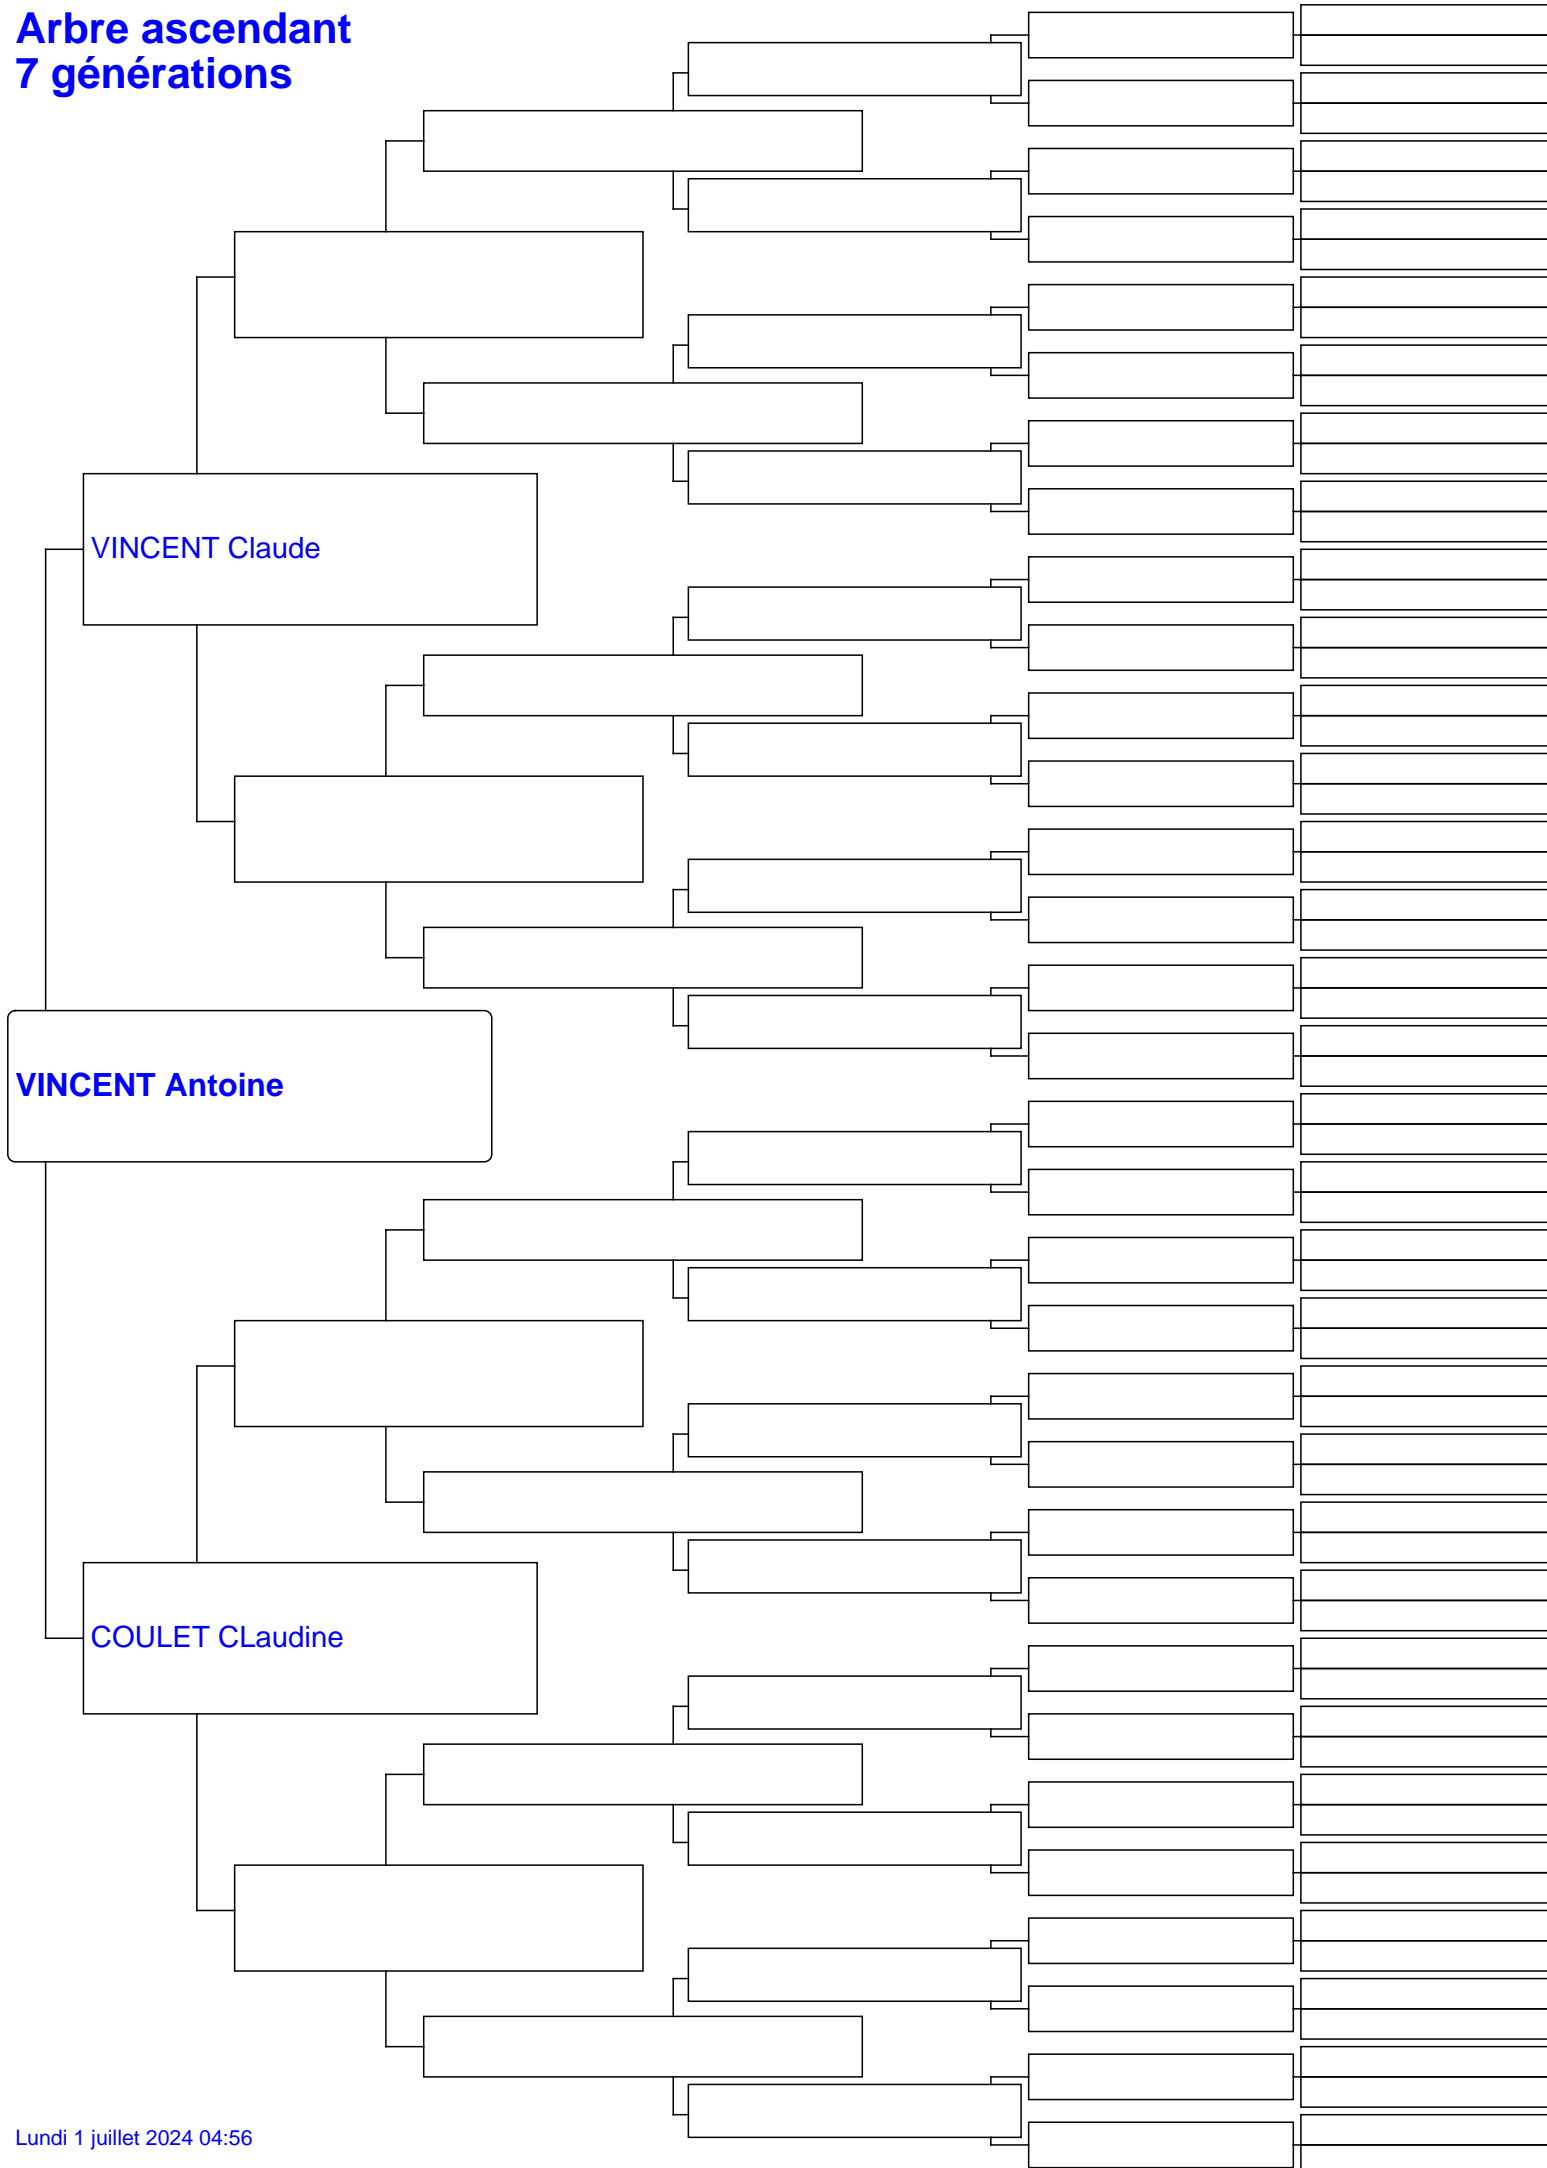 Arbre ascendant
7 générations
VINCENT Claude
VINCENT Antoine
COULET CLaudine
Lundi 1 juillet 2024 04:56